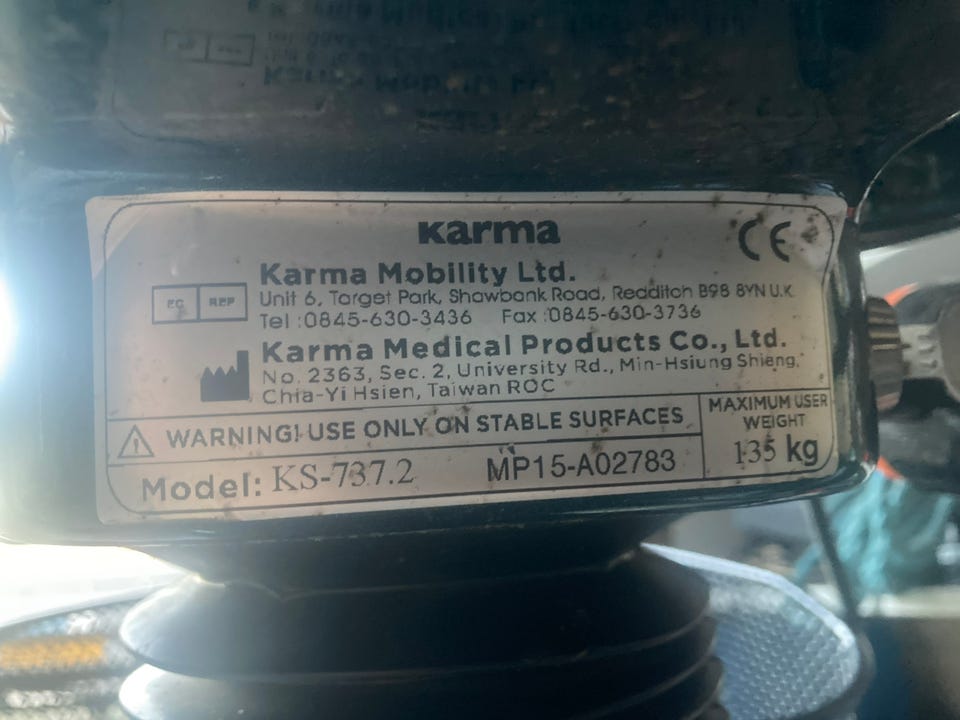 Karma
CE
Karma Mobility Ltd.
EC REP
Unit 6, Target Park, Shawbank Road, Redditch B98 8YN U.K.
Tel :0845-630-3436 Fax :0845-630-3736
Karma Medical Products Co., Ltd.
No. 2363, Sec. 2, University Rd., Min-Hsiung Shiang,
Chia-Yi Hsien, Taiwan ROC
WARNING! USE ONLY ON STABLE SURFACES
MAXIMUM USER
WEIGHT
135 kg
Model: KS-737.2 MP15-A02783